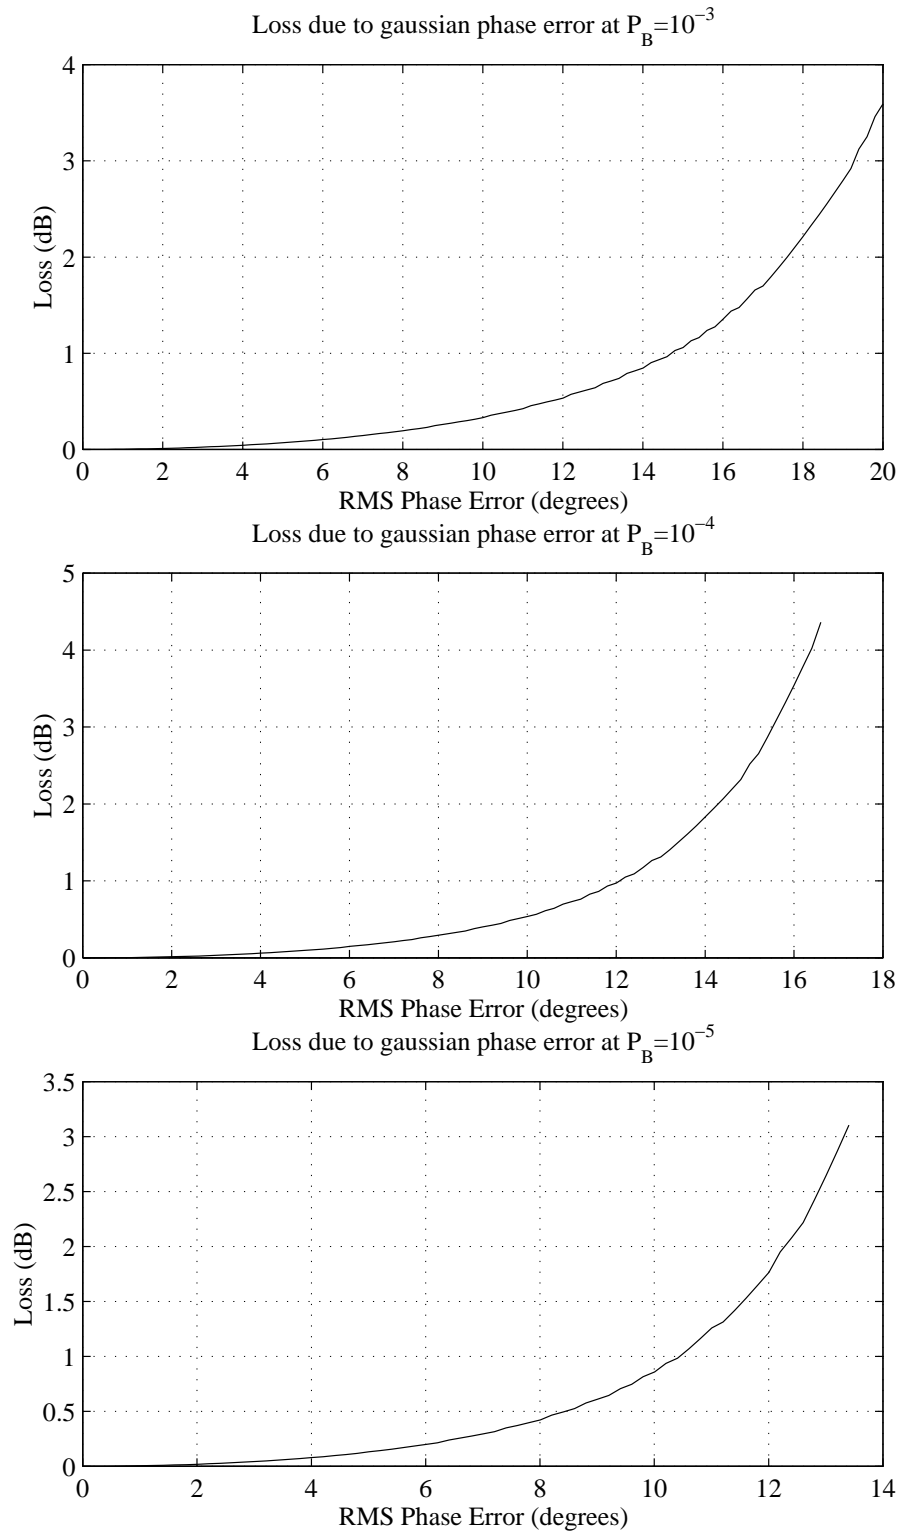 Loss due to gaussian phase error at P_B=10^−3
4
3
2
1
0
Loss (dB)
0 2 4 6 8 10 12 14 16 18 20
RMS Phase Error (degrees)
Loss due to gaussian phase error at P_B=10^−4
5
4
3
2
1
0
Loss (dB)
0 2 4 6 8 10 12 14 16 18
RMS Phase Error (degrees)
Loss due to gaussian phase error at P_B=10^−5
3.5
3
2.5
2
1.5
1
0.5
0
Loss (dB)
0 2 4 6 8 10 12 14
RMS Phase Error (degrees)